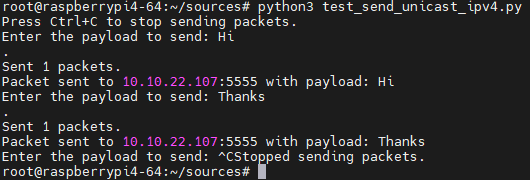 root@raspberrypi4-64:~/sources# python3 test_send_unicast_ipv4.py
Press Ctrl+C to stop sending packets.
Enter the payload to send: Hi
.
Sent 1 packets.
Packet sent to 10.10.22.107:5555 with payload: Hi
Enter the payload to send: Thanks
.
Sent 1 packets.
Packet sent to 10.10.22.107:5555 with payload: Thanks
Enter the payload to send: ^CStopped sending packets.
root@raspberrypi4-64:~/sources#